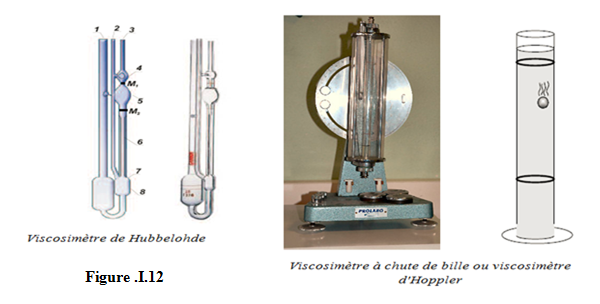 1 2 3
4
M₁
5
M₂
6
7
8
Viscosimètre de Hubbelohde
Figure .I.12
PROLABO
Viscosimètre à chute de bille ou viscosimètre
d'Hoppler